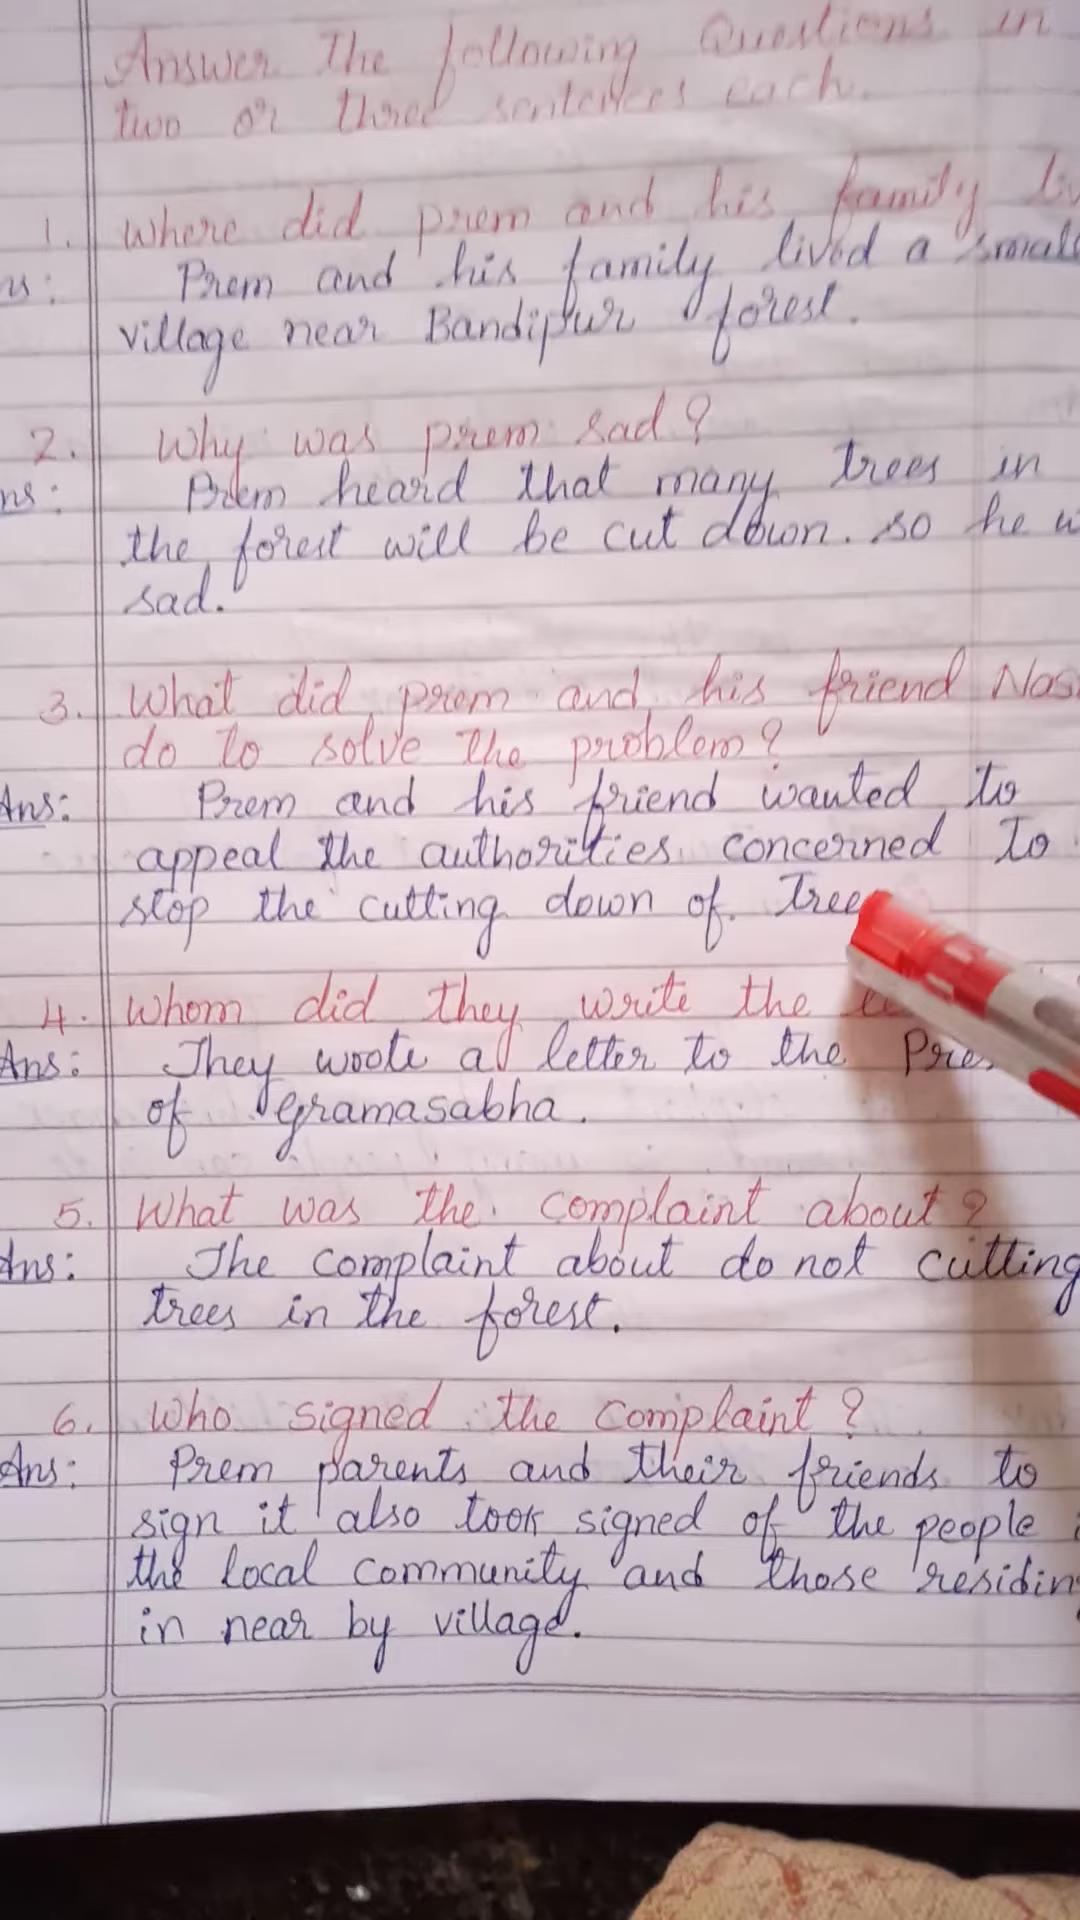 Answer The following Questions in
two or three sentences each.
1. Where did prem and his family
Prem and his family lived a small
village near Bandipur forest.
2. Why was prem sad?
Prem heard that many trees in
the forest will be cut down. so he
sad.
3. What did prem and his friend
do to solve the problem?
Ans: Prem and his friend wanted to
appeal the authorities concerned to
stop the cutting down of. Tree
4. Whom did they write the
Ans: They wrote a letter to the
of Gramasabha.
5. What was the complaint about?
Ans: The complaint about do not cutting
trees in the forest.
6. Who signed the complaint?
Ans: Prem parents and their friends to
sign it also took signed of the people
the local community and those
in near by village.